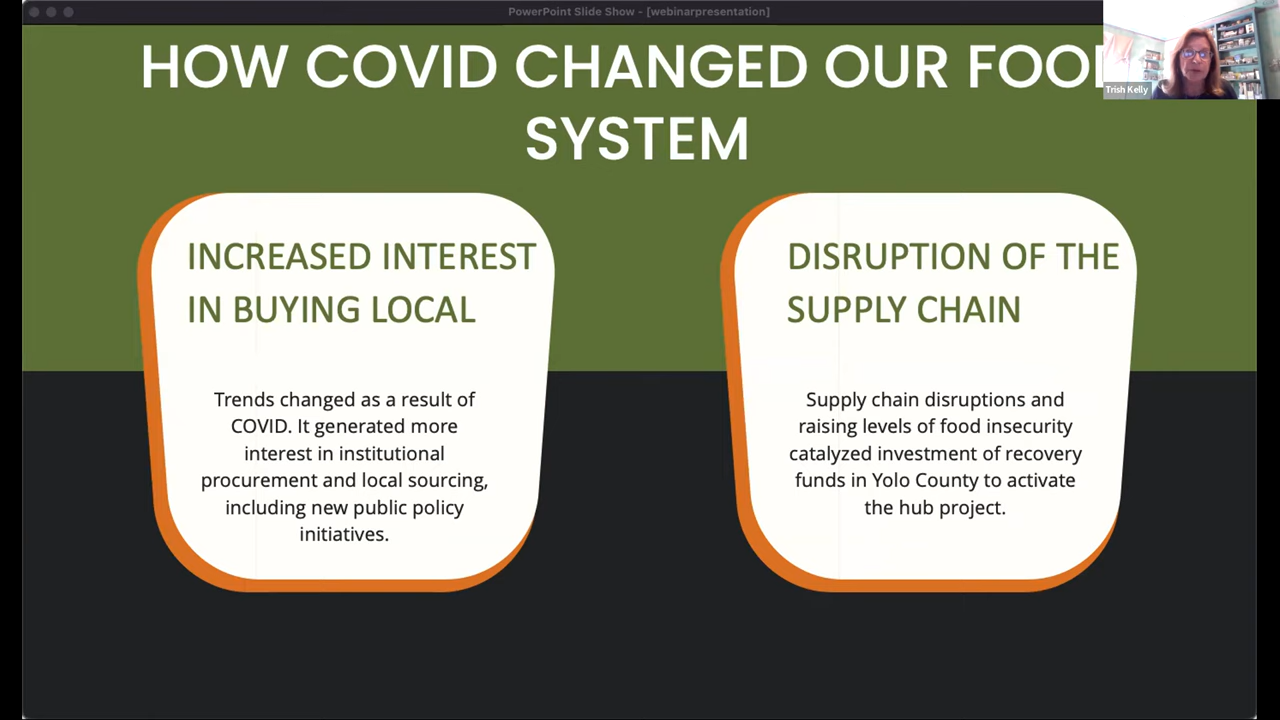 PowerPoint Slide Show - [webinarpresentation]
HOW COVID CHANGED OUR FOO
SYSTEM
Trish Kelly
INCREASED INTEREST
IN BUYING LOCAL
Trends changed as a result of
COVID. It generated more
interest in institutional
procurement and local sourcing,
including new public policy
initiatives.
DISRUPTION OF THE
SUPPLY CHAIN
Supply chain disruptions and
raising levels of food insecurity
catalyzed investment of recovery
funds in Yolo County to activate
the hub project.